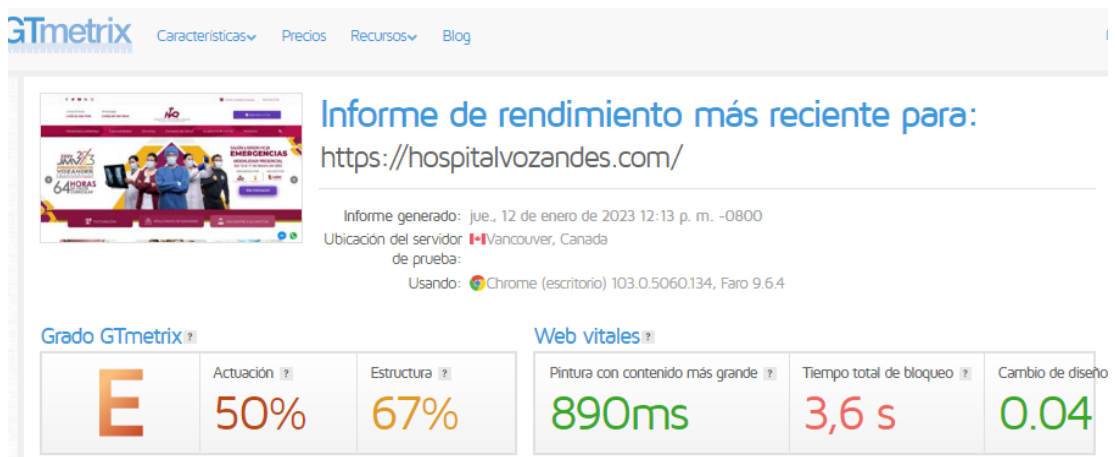 GTmetrix Características Precios Recursos Blog
Informe de rendimiento más reciente para:
https://hospitalvozandes.com/
EMERGENCIAS
64 HORAS
Informe generado: jue., 12 de enero de 2023 12:13 p. m. -0800
Ubicación del servidor de prueba: Vancouver, Canada
Usando: Chrome (escritorio) 103.0.5060.134, Faro 9.6.4
Grado GTmetrix ?
Web vitales ?
E
Actuación ?
50%
Estructura ?
67%
Pintura con contenido más grande ?
890ms
Tiempo total de bloqueo ?
3,6 s
Cambio de diseño
0.04